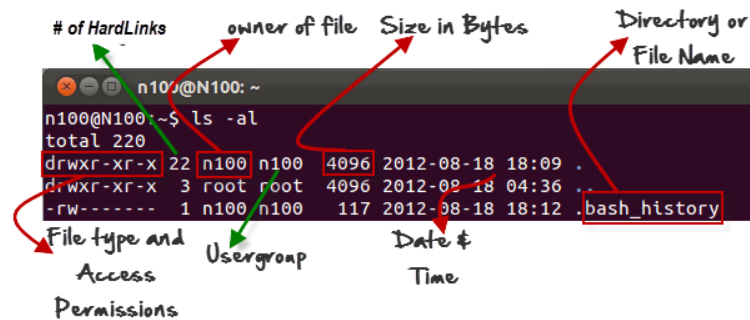 # of HardLinks owner of file Size in Bytes Directory or
File Name
n100@N100: ~
n100@N100:~$ ls -al
total 220
drwxr-xr-x 22 n100 n100 4096 2012-08-18 18:09 .
drwxr-xr-x 3 root root 4096 2012-08-18 04:36 ..
-rw------- 1 n100 n100 117 2012-08-18 18:12 .bash_history
File type and
Access
Permissions
Usergroup
Date &
Time